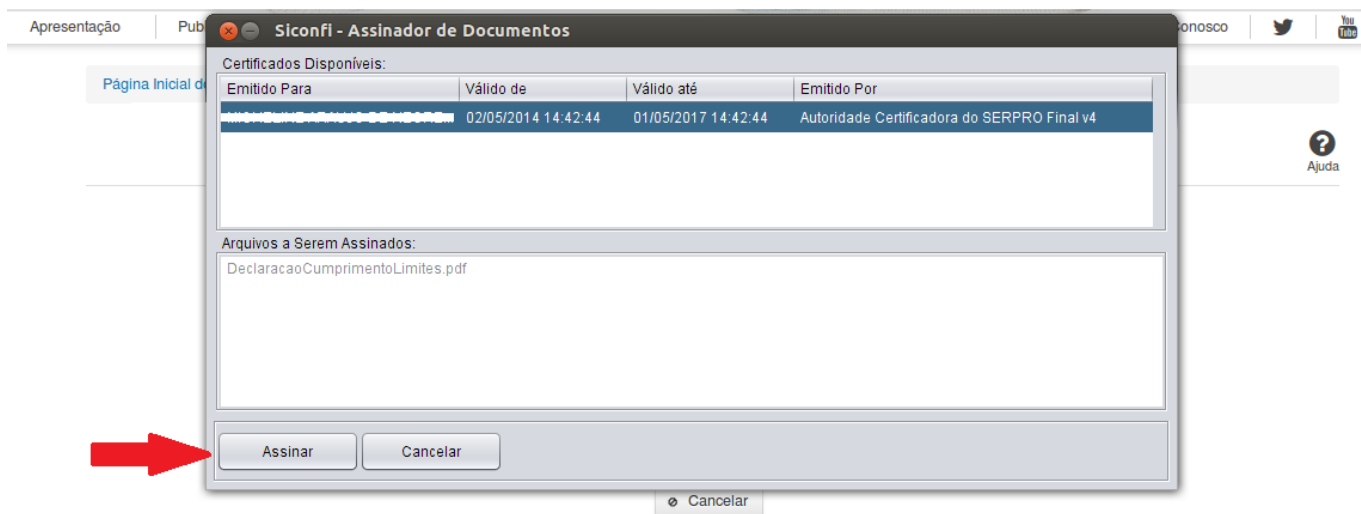 Apresentação Pub Siconfi - Assinador de Documentos onosco You Tube
Certificados Disponíveis:
Página Inicial d Emitido Para Válido de Válido até Emitido Por
02/05/2014 14:42:44 01/05/2017 14:42:44 Autoridade Certificadora do SERPRO Final v4
Ajuda
Arquivos a Serem Assinados:
DeclaracaoCumprimentoLimites.pdf
Assinar Cancelar
Cancelar